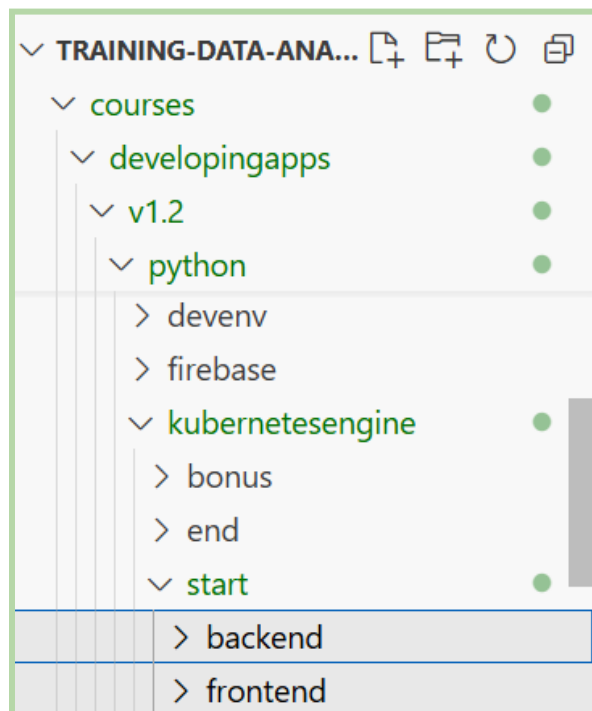 TRAINING-DATA-ANA...
courses
developingapps
v1.2
python
devenv
firebase
kubernetesengine
bonus
end
start
backend
frontend